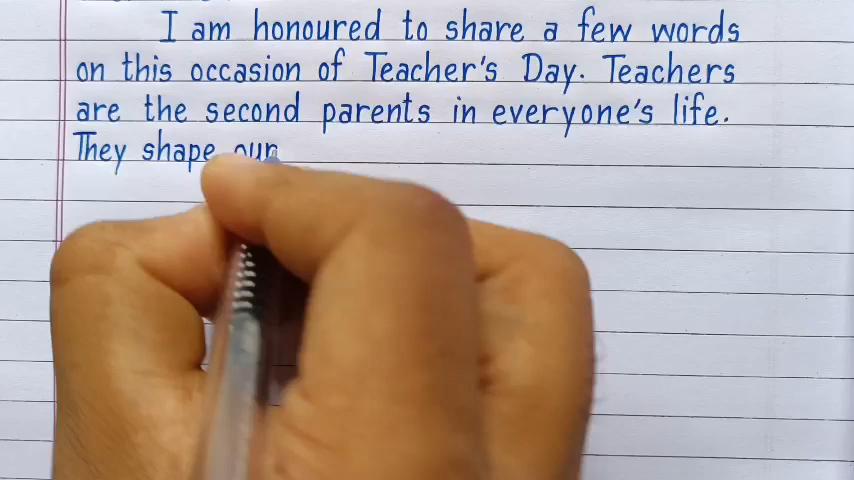 I am honoured to share a few words
on this occasion of Teacher's Day. Teachers
are the second parents in everyone's life.
They shape our